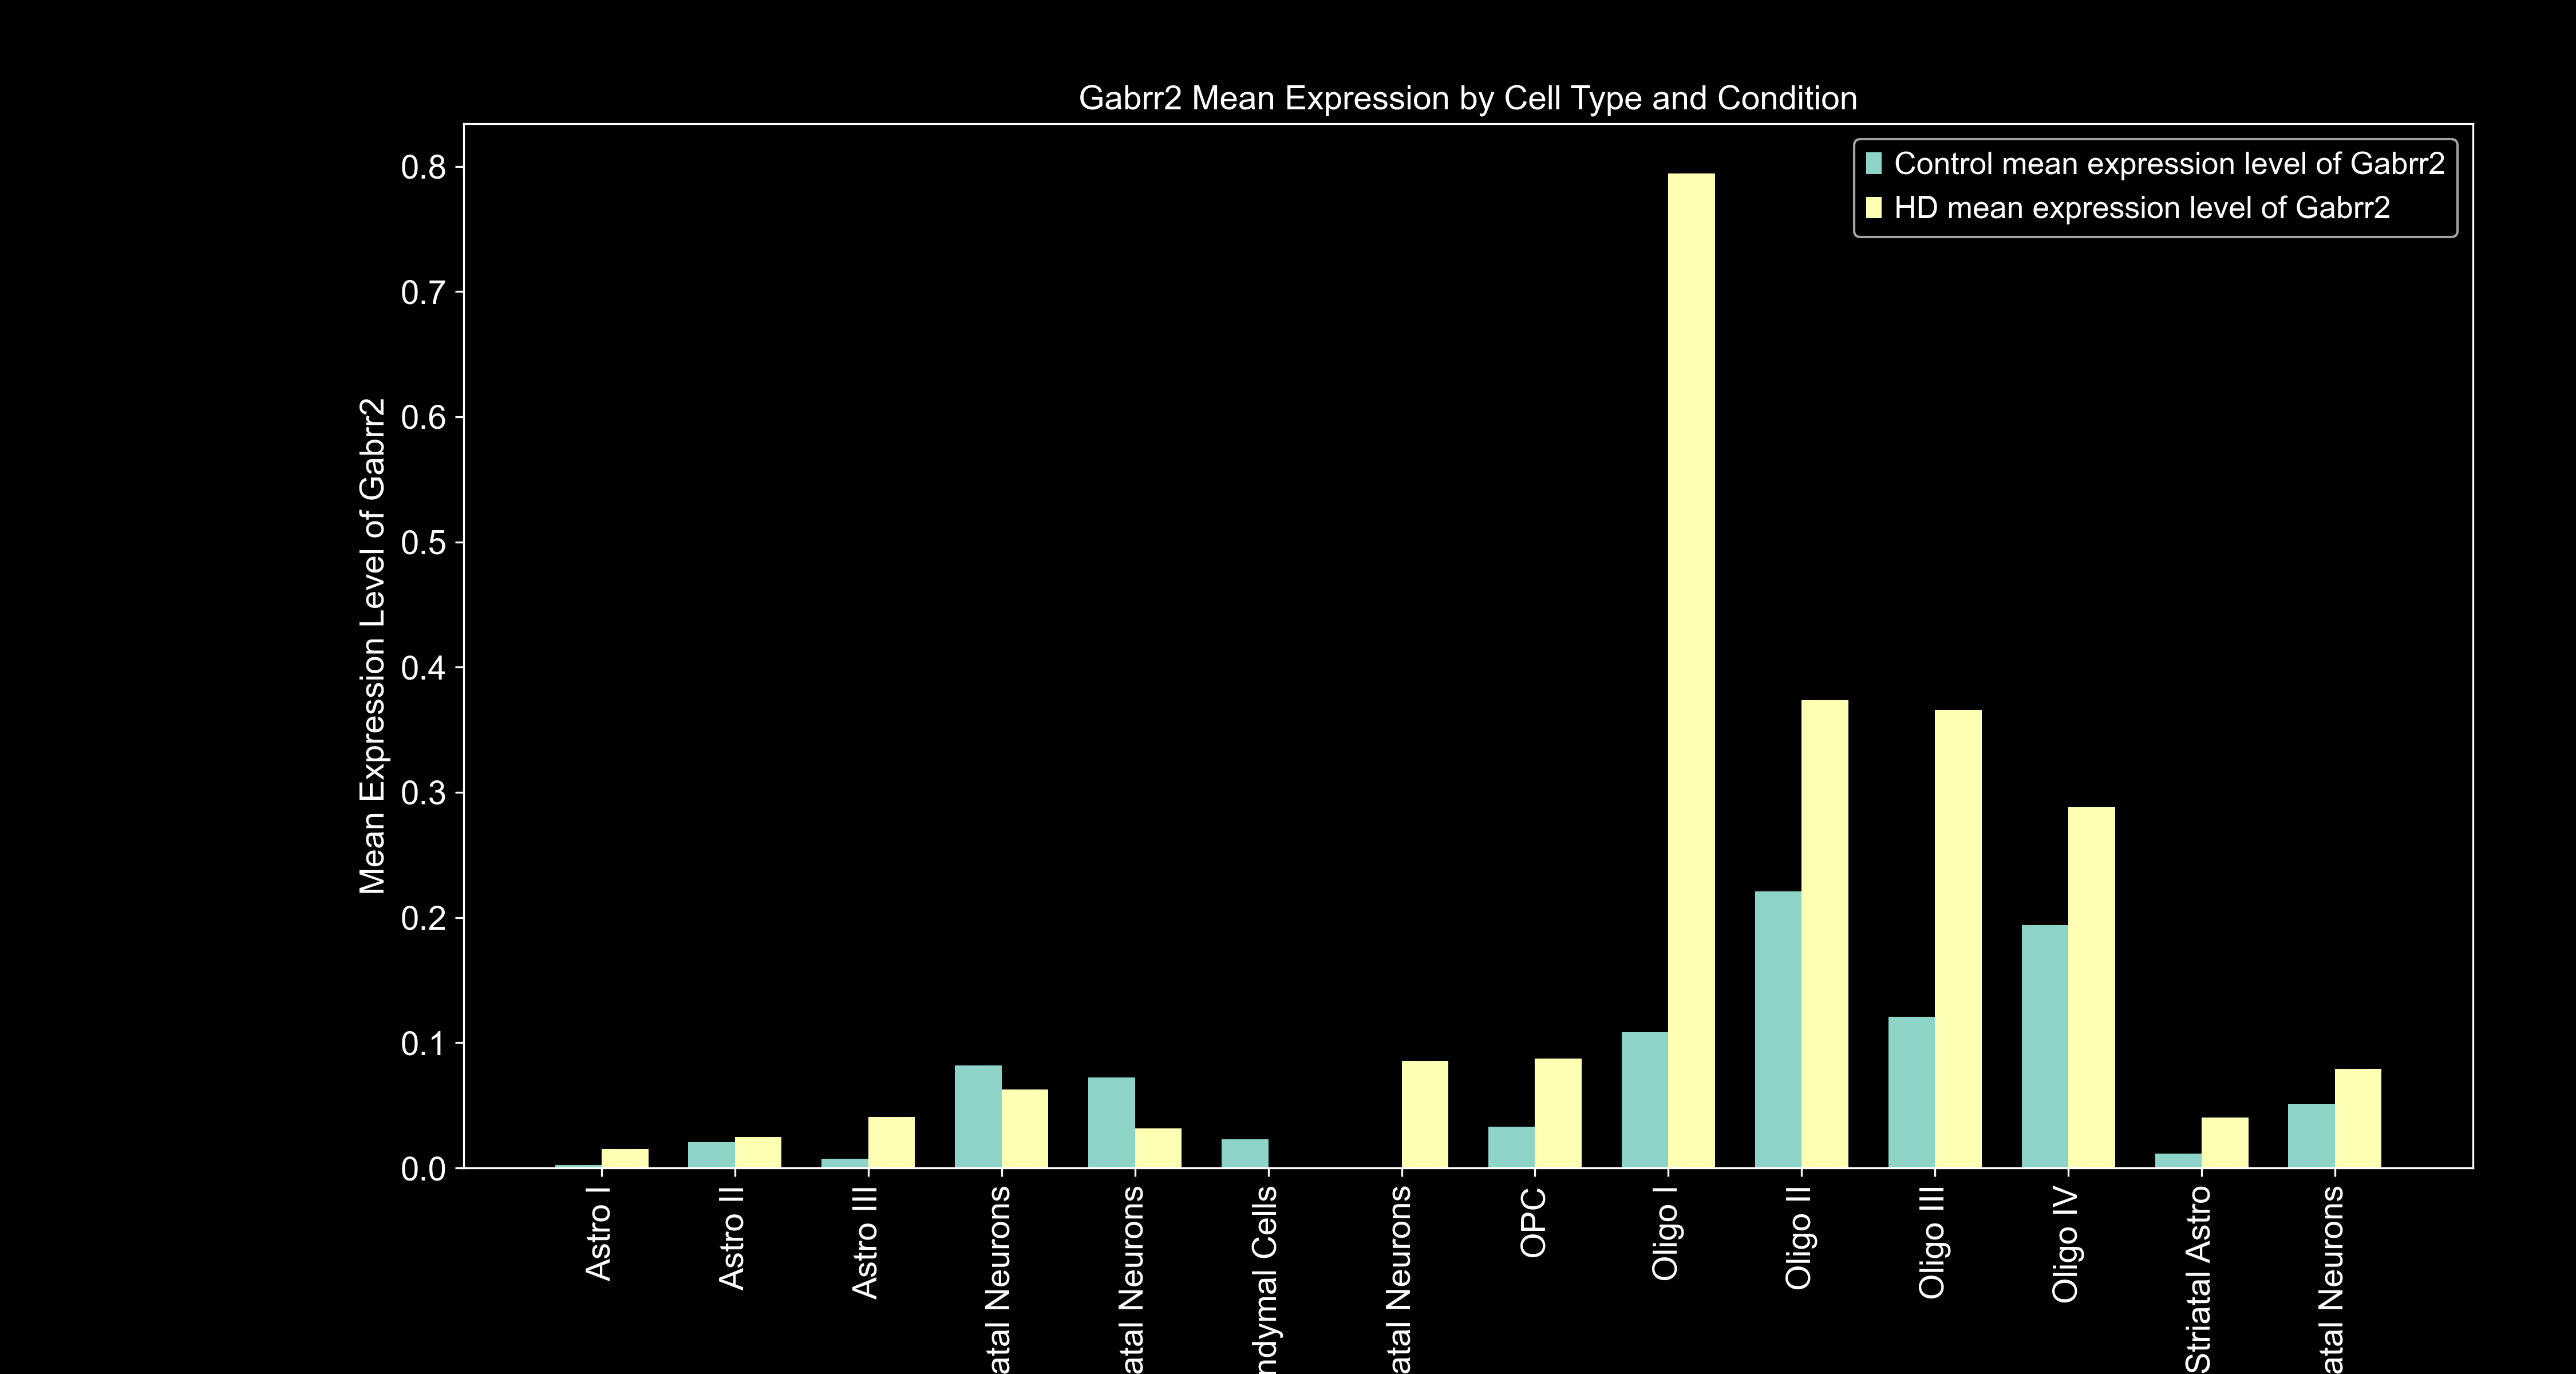 Gabrr2 Mean Expression by Cell Type and Condition
Control mean expression level of Gabrr2
HD mean expression level of Gabrr2
Mean Expression Level of Gabrr2
0.8
0.7
0.6
0.5
0.4
0.3
0.2
0.1
0.0
Astro I
Astro II
Astro III
atal Neurons
atal Neurons
ndymal Cells
atal Neurons
OPC
Oligo I
Oligo II
Oligo III
Oligo IV
Striatal Astro
atal Neurons